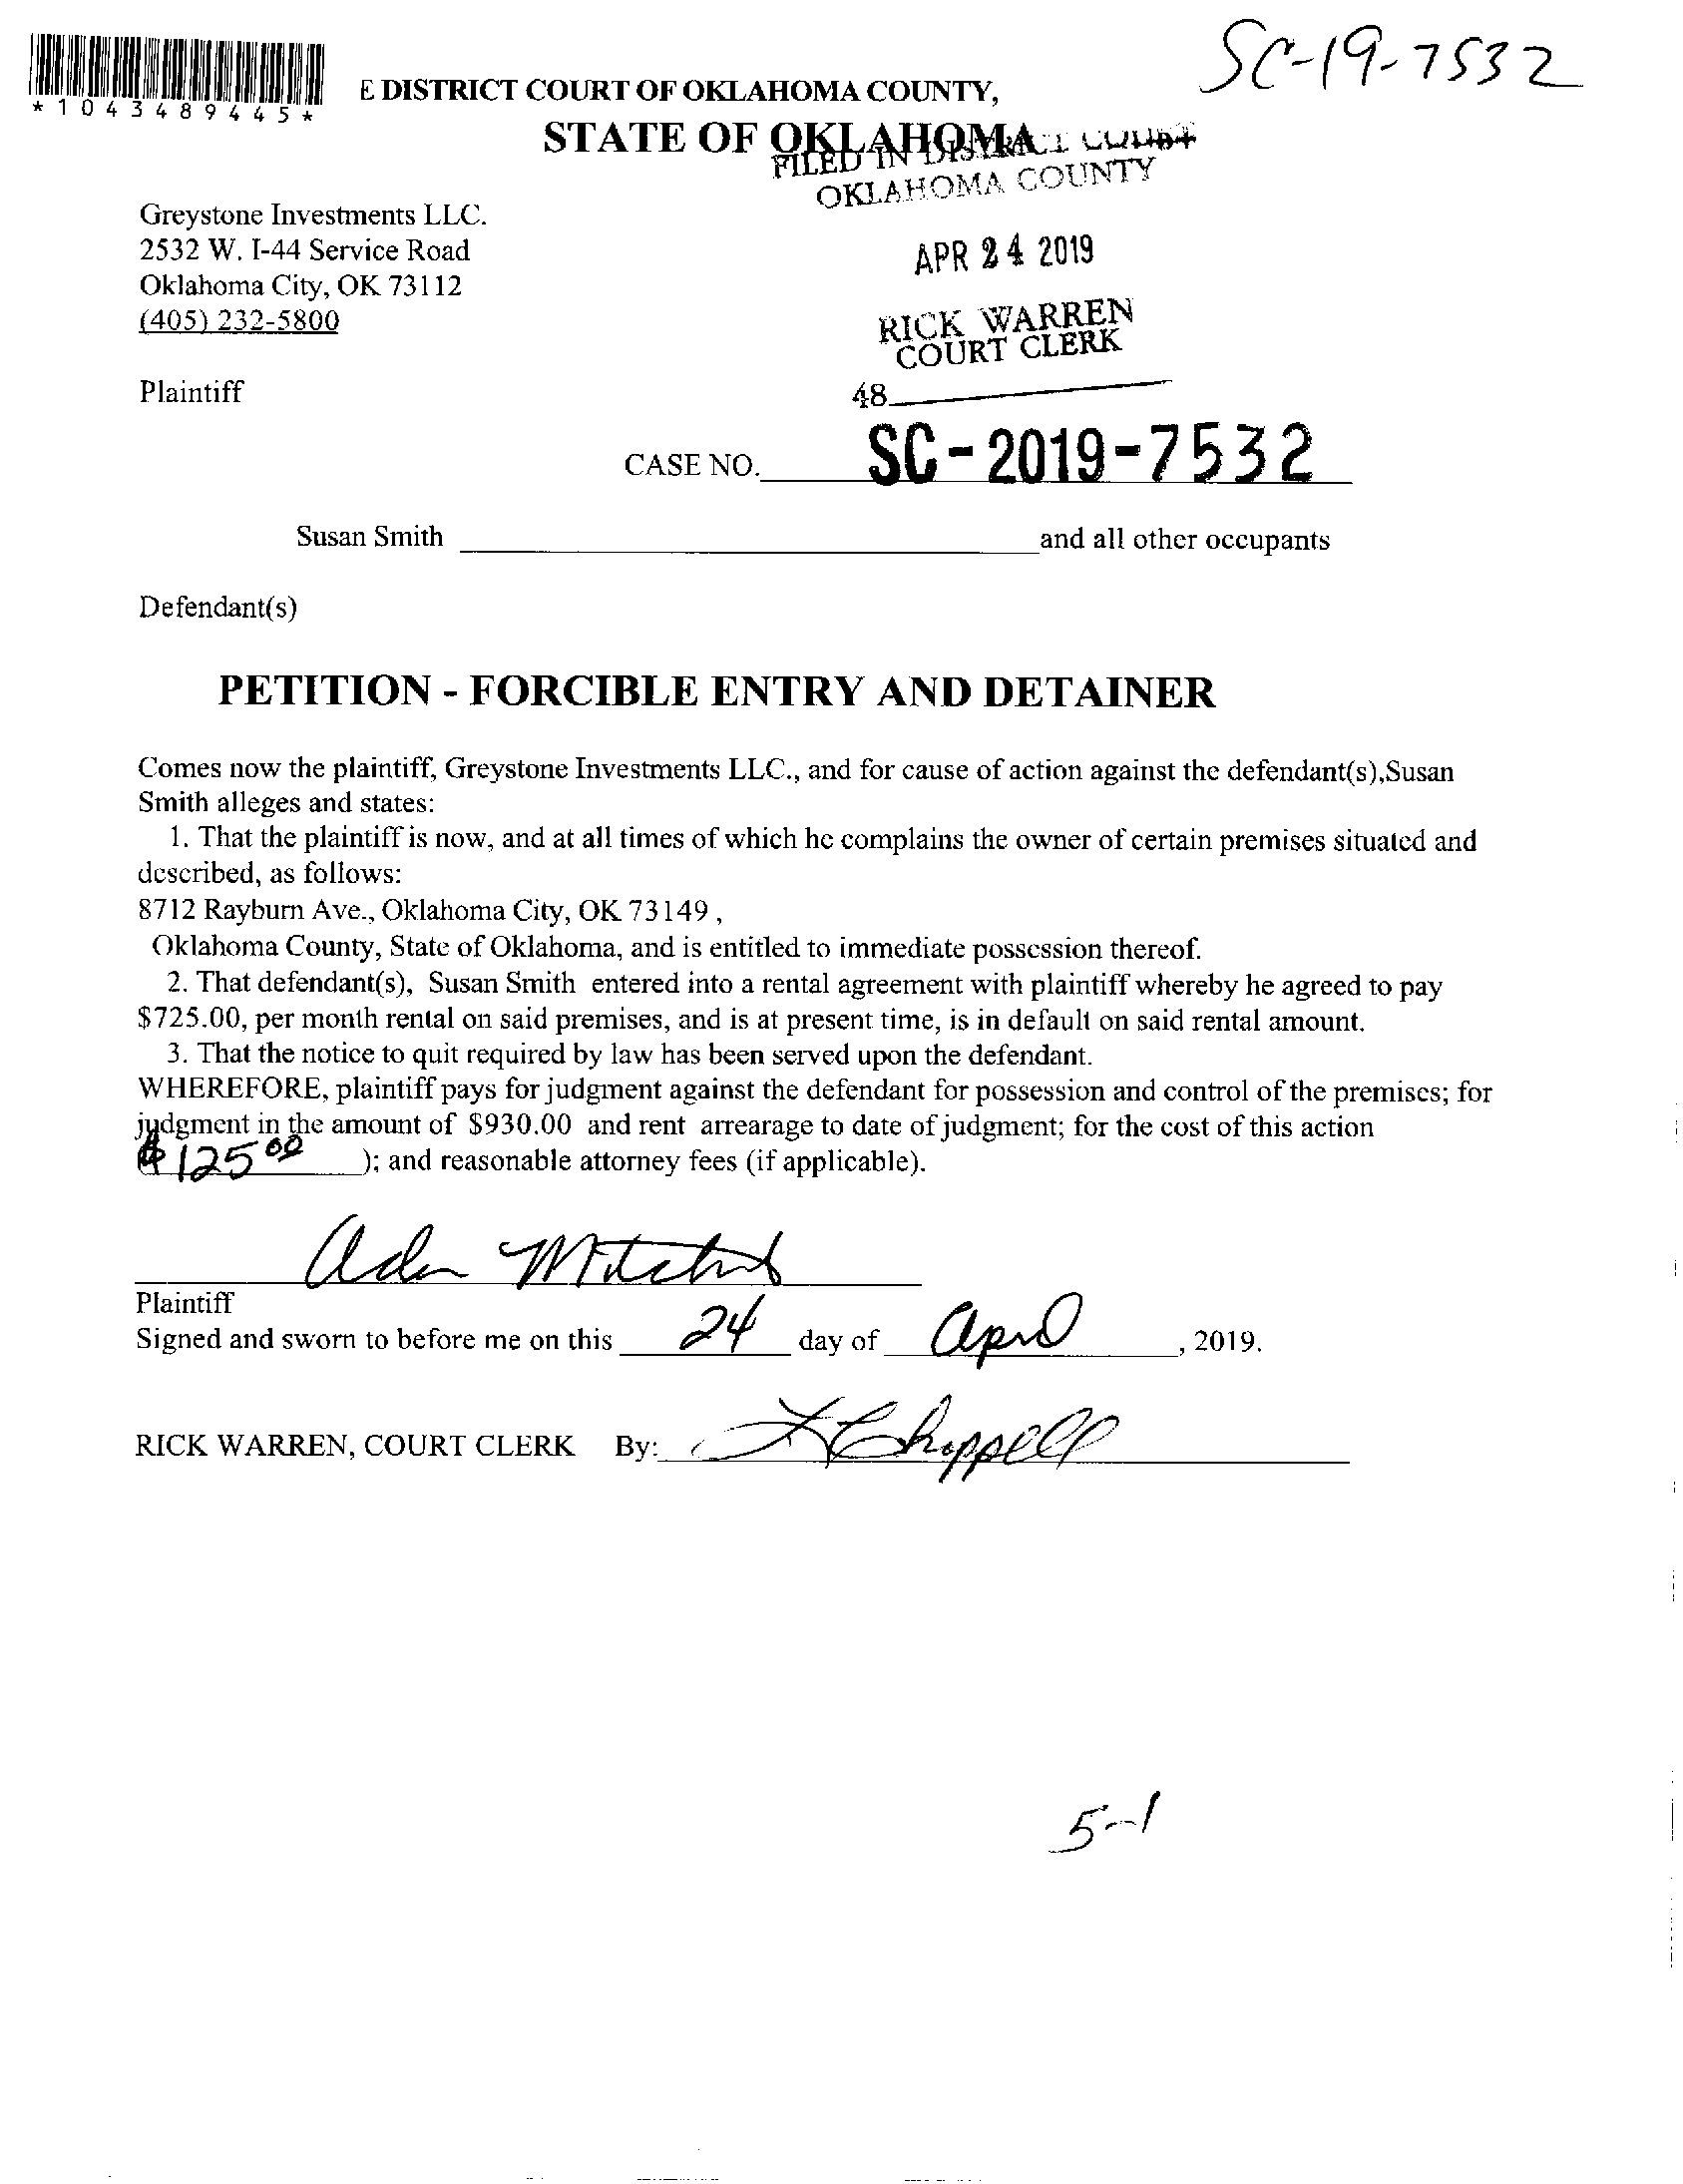 SC-19-7532
*1043489445*
E DISTRICT COURT OF OKLAHOMA COUNTY,
STATE OF OKLAHOMA
FILED IN DISTRICT COURT
OKLAHOMA COUNTY
Greystone Investments LLC.
2532 W. I-44 Service Road
Oklahoma City, OK 73112
(405) 232-5800
APR 24 2019
RICK WARREN
COURT CLERK
Plaintiff
48
CASE NO. SC-2019-7532
Susan Smith and all other occupants
Defendant(s)
PETITION - FORCIBLE ENTRY AND DETAINER
Comes now the plaintiff, Greystone Investments LLC., and for cause of action against the defendant(s),Susan
Smith alleges and states:
1. That the plaintiff is now, and at all times of which he complains the owner of certain premises situated and
described, as follows:
8712 Rayburn Ave., Oklahoma City, OK 73149 ,
Oklahoma County, State of Oklahoma, and is entitled to immediate possession thereof.
2. That defendant(s), Susan Smith entered into a rental agreement with plaintiff whereby he agreed to pay
$725.00, per month rental on said premises, and is at present time, is in default on said rental amount.
3. That the notice to quit required by law has been served upon the defendant.
WHEREFORE, plaintiff pays for judgment against the defendant for possession and control of the premises; for
judgment in the amount of $930.00 and rent arrearage to date of judgment; for the cost of this action
($125.00 ); and reasonable attorney fees (if applicable).
Plaintiff
Signed and sworn to before me on this 24 day of April , 2019.
RICK WARREN, COURT CLERK By: Chappell
5-1